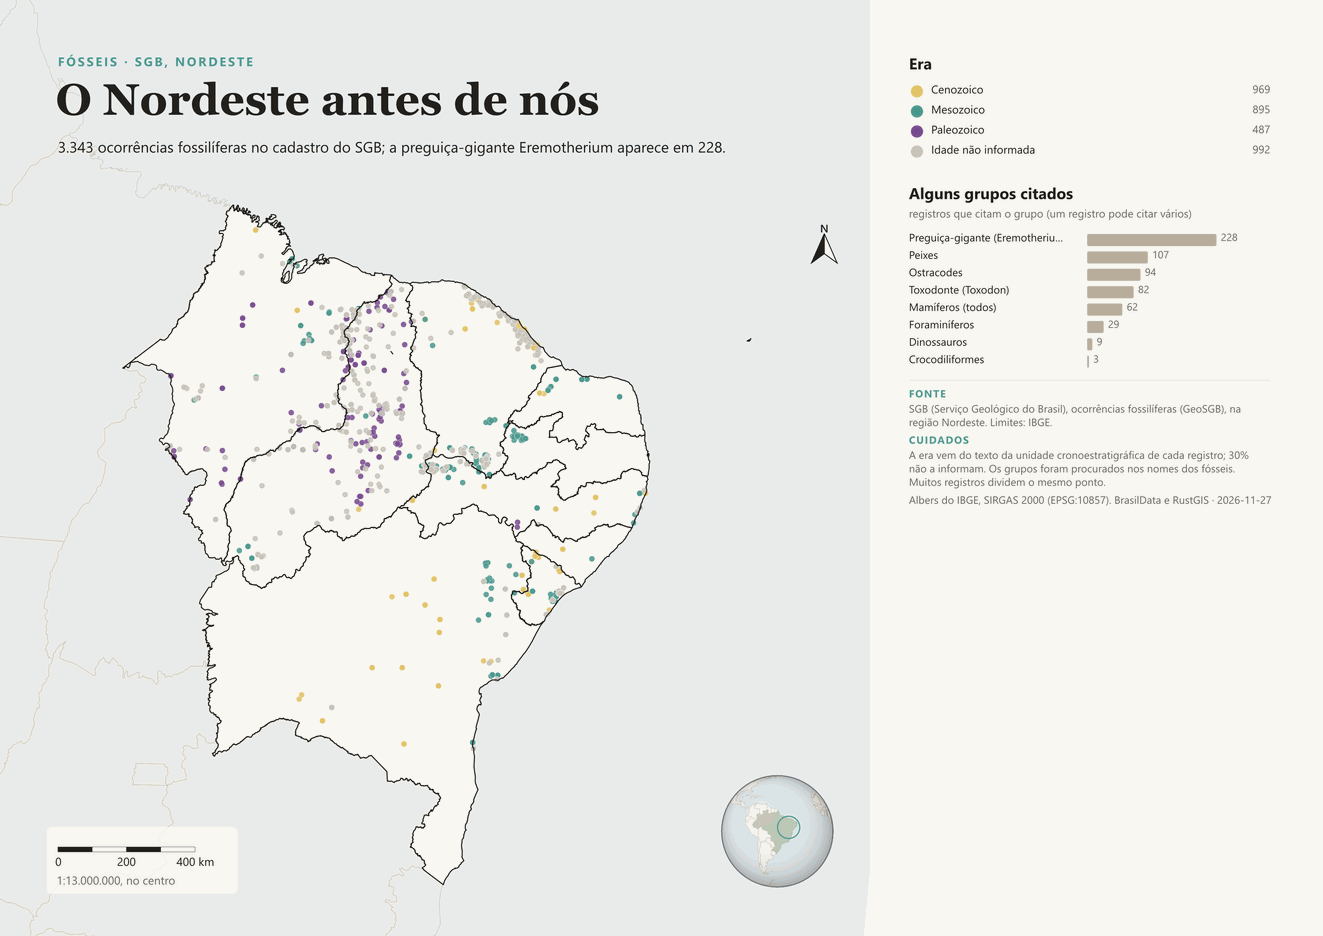 FÓSSEIS · SGB, NORDESTE
O Nordeste antes de nós
3.343 ocorrências fossilíferas no cadastro do SGB; a preguiça-gigante Eremotherium aparece em 228.
N
0 200 400 km
1:13.000.000, no centro
Era
Cenozoico 969
Mesozoico 895
Paleozoico 487
Idade não informada 992
Alguns grupos citados
registros que citam o grupo (um registro pode citar vários)
Preguiça-gigante (Eremotheriu... 228
Peixes 107
Ostracodes 94
Toxodonte (Toxodon) 82
Mamíferos (todos) 62
Foraminíferos 29
Dinossauros 9
Crocodiliformes 3
FONTE
SGB (Serviço Geológico do Brasil), ocorrências fossilíferas (GeoSGB), na
região Nordeste. Limites: IBGE.
CUIDADOS
A era vem do texto da unidade cronoestratigráfica de cada registro; 30%
não a informam. Os grupos foram procurados nos nomes dos fósseis.
Muitos registros dividem o mesmo ponto.
Albers do IBGE, SIRGAS 2000 (EPSG:10857). BrasilData e RustGIS · 2026-11-27